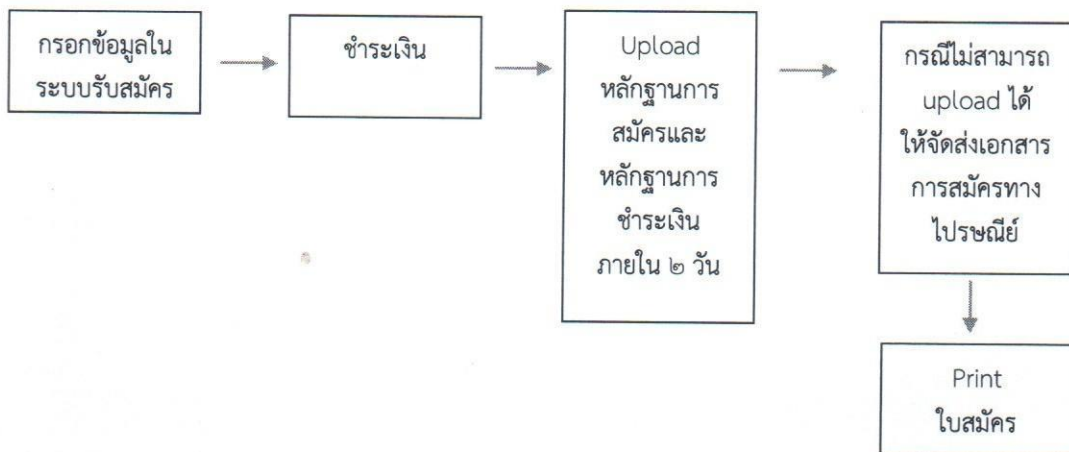 กรอกข้อมูลใน
ระบบรับสมัคร
ชำระเงิน
Upload
หลักฐานการ
สมัครและ
หลักฐานการ
ชำระเงิน
ภายใน ๒ วัน
กรณีไม่สามารถ
upload ได้
ให้จัดส่งเอกสาร
การสมัครทาง
ไปรษณีย์
Print
ใบสมัคร